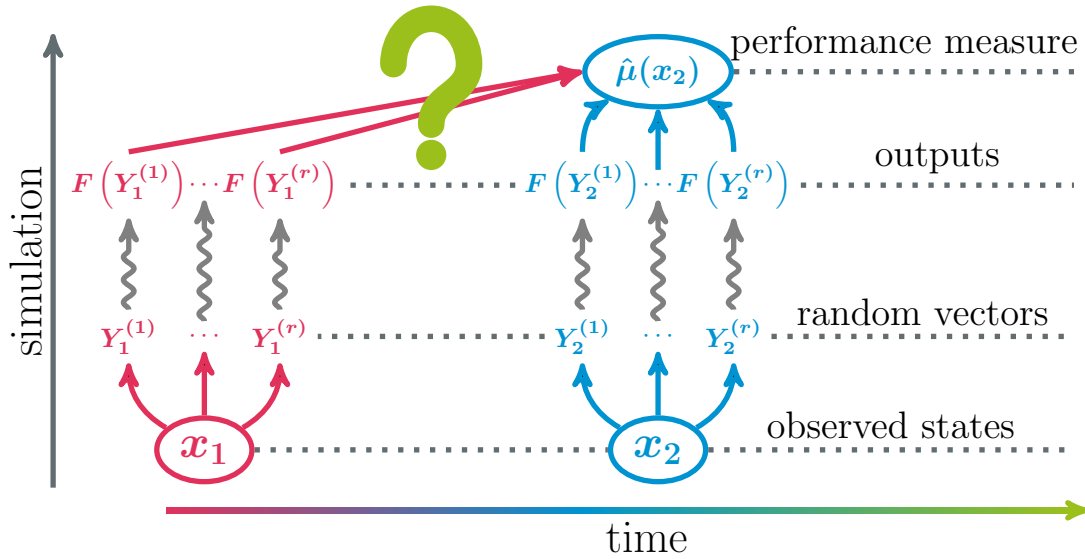 performance measure
?
μ̂(x₂)
outputs
F(Y₁⁽¹⁾) ⋯ F(Y₁⁽ʳ⁾) F(Y₂⁽¹⁾) ⋯ F(Y₂⁽ʳ⁾)
simulation
random vectors
Y₁⁽¹⁾ ⋯ Y₁⁽ʳ⁾ Y₂⁽¹⁾ ⋯ Y₂⁽ʳ⁾
observed states
x₁ x₂
time